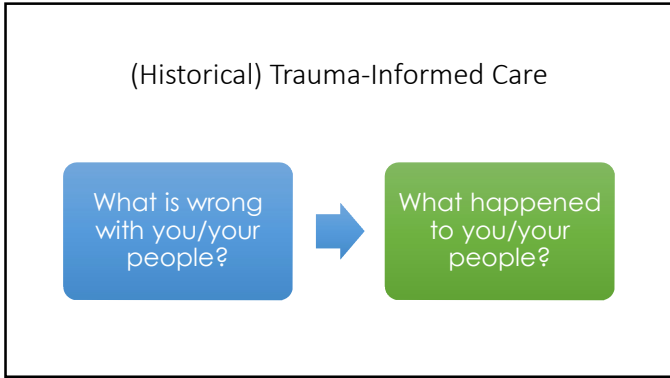 (Historical) Trauma-Informed Care
What is wrong
with you/your
people?
What happened
to you/your
people?